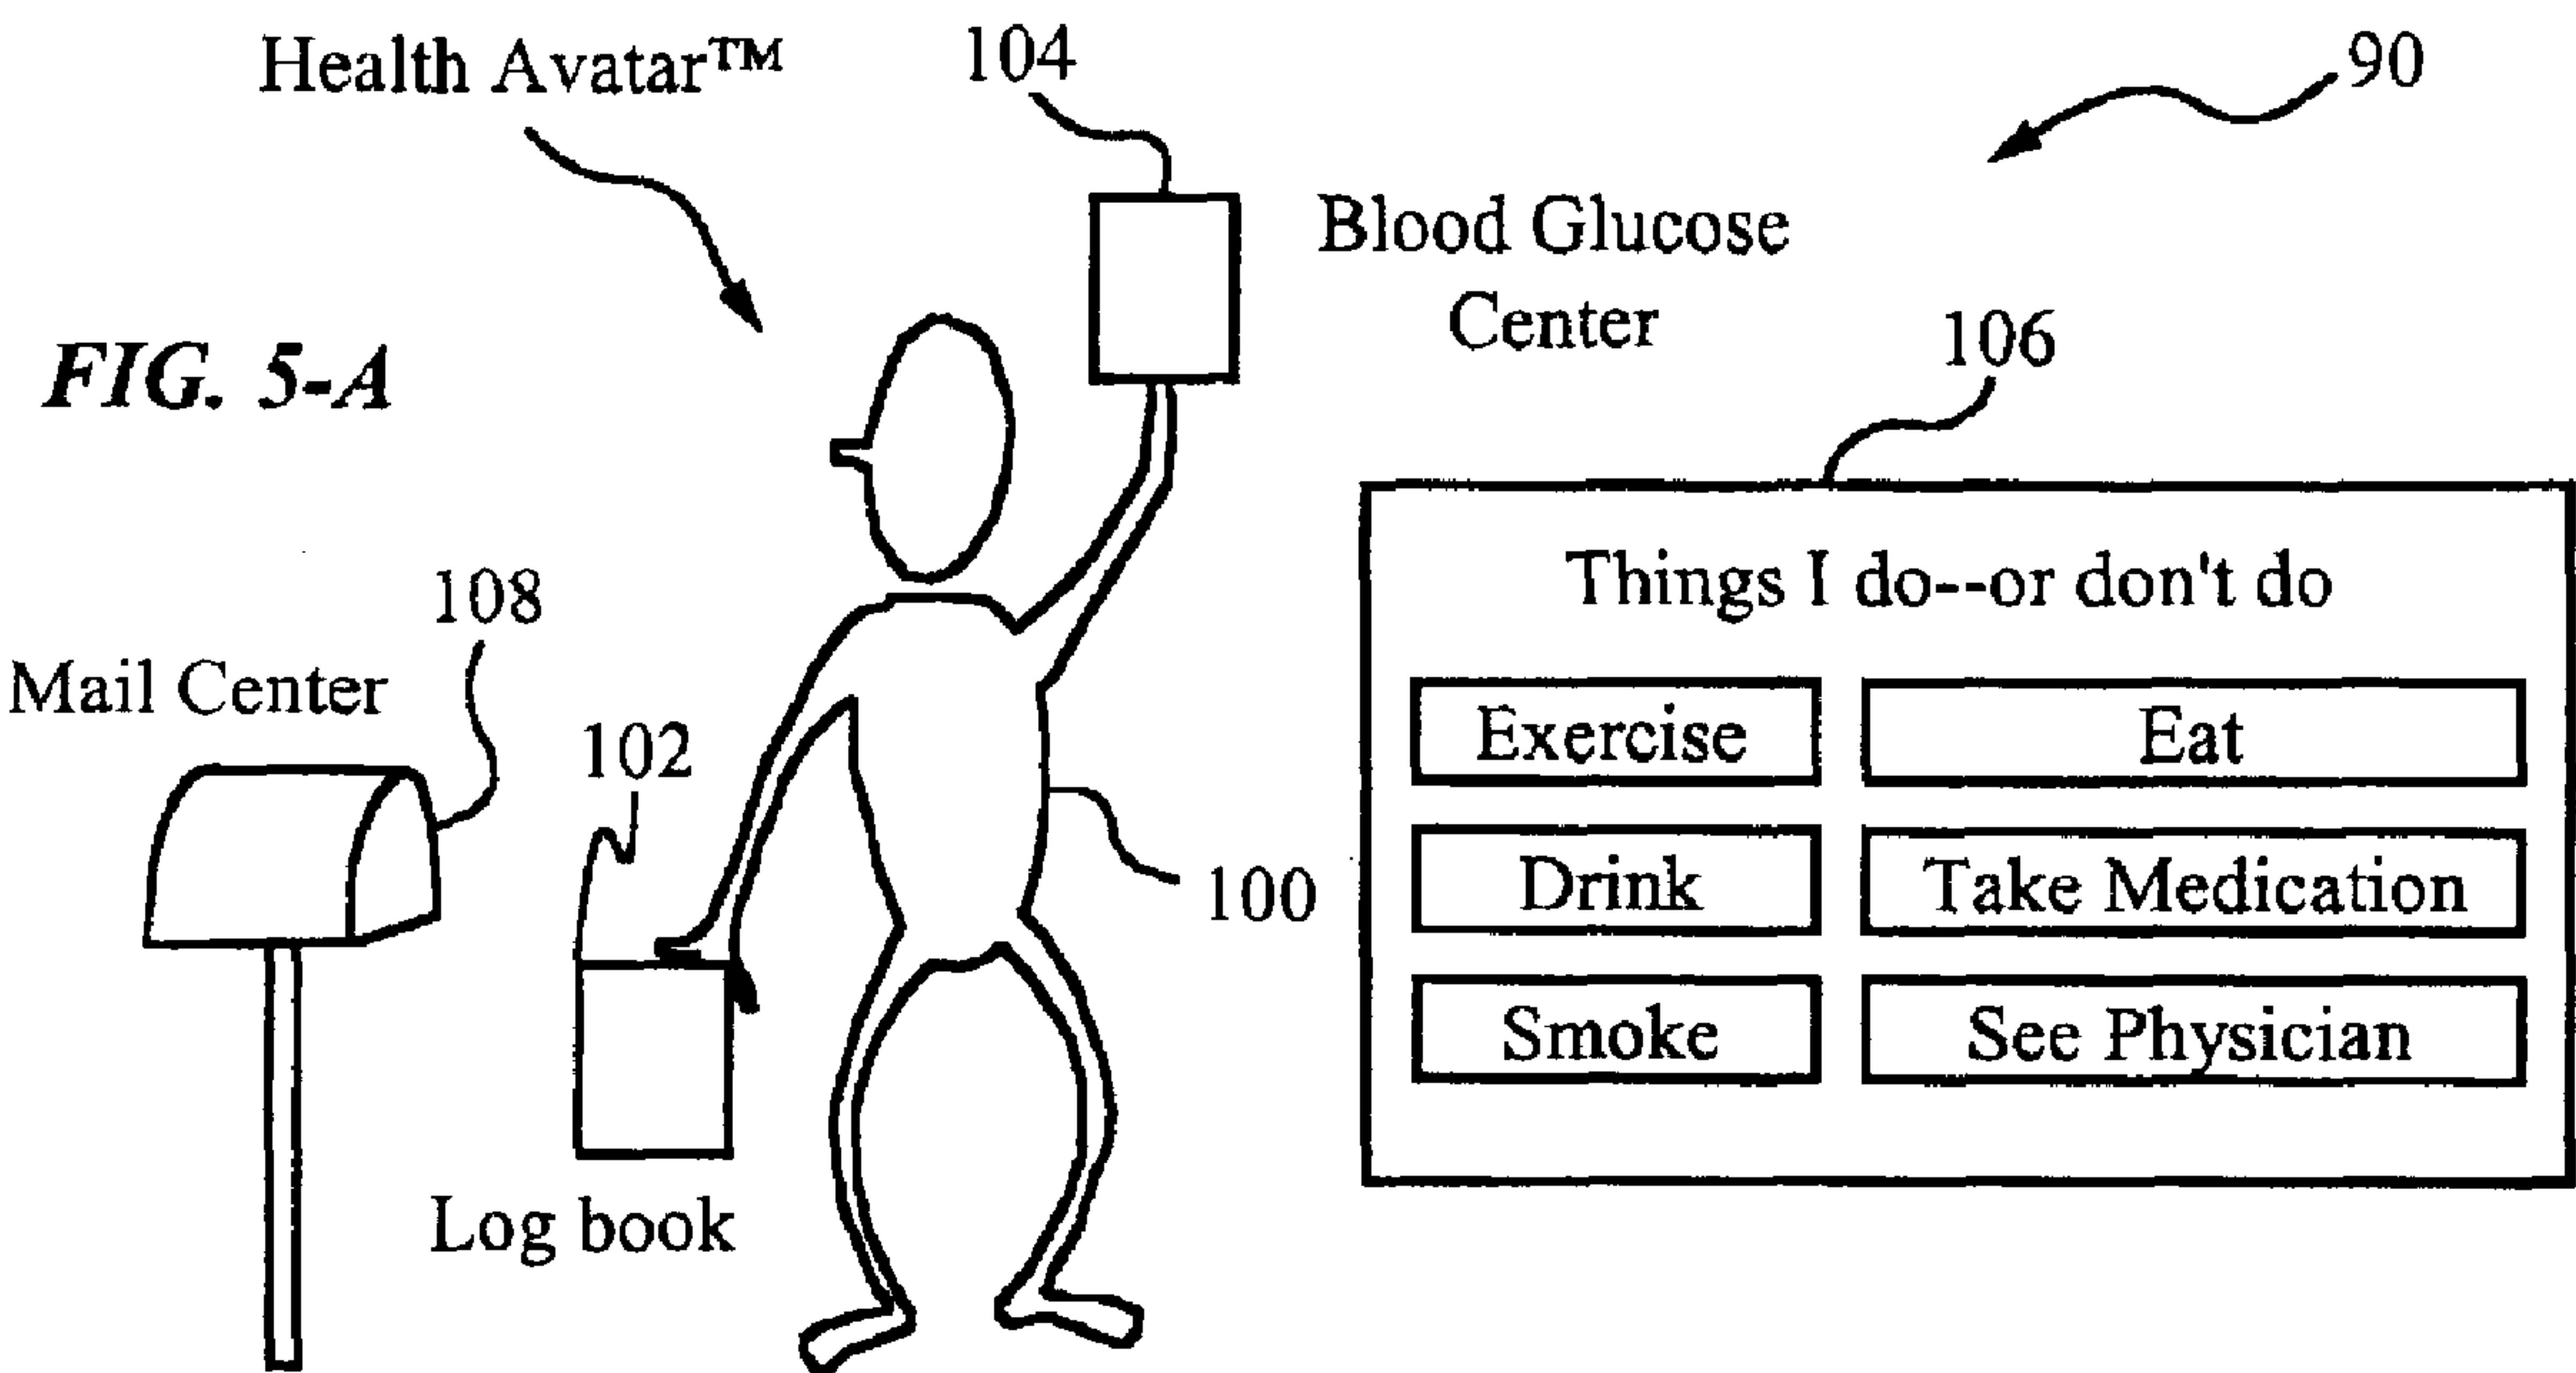 Health Avatar™
104
90
Blood Glucose
Center
FIG. 5-A
106
Things I do--or don't do
108
Mail Center
102
Exercise
Eat
100
Drink
Take Medication
Smoke
See Physician
Log book